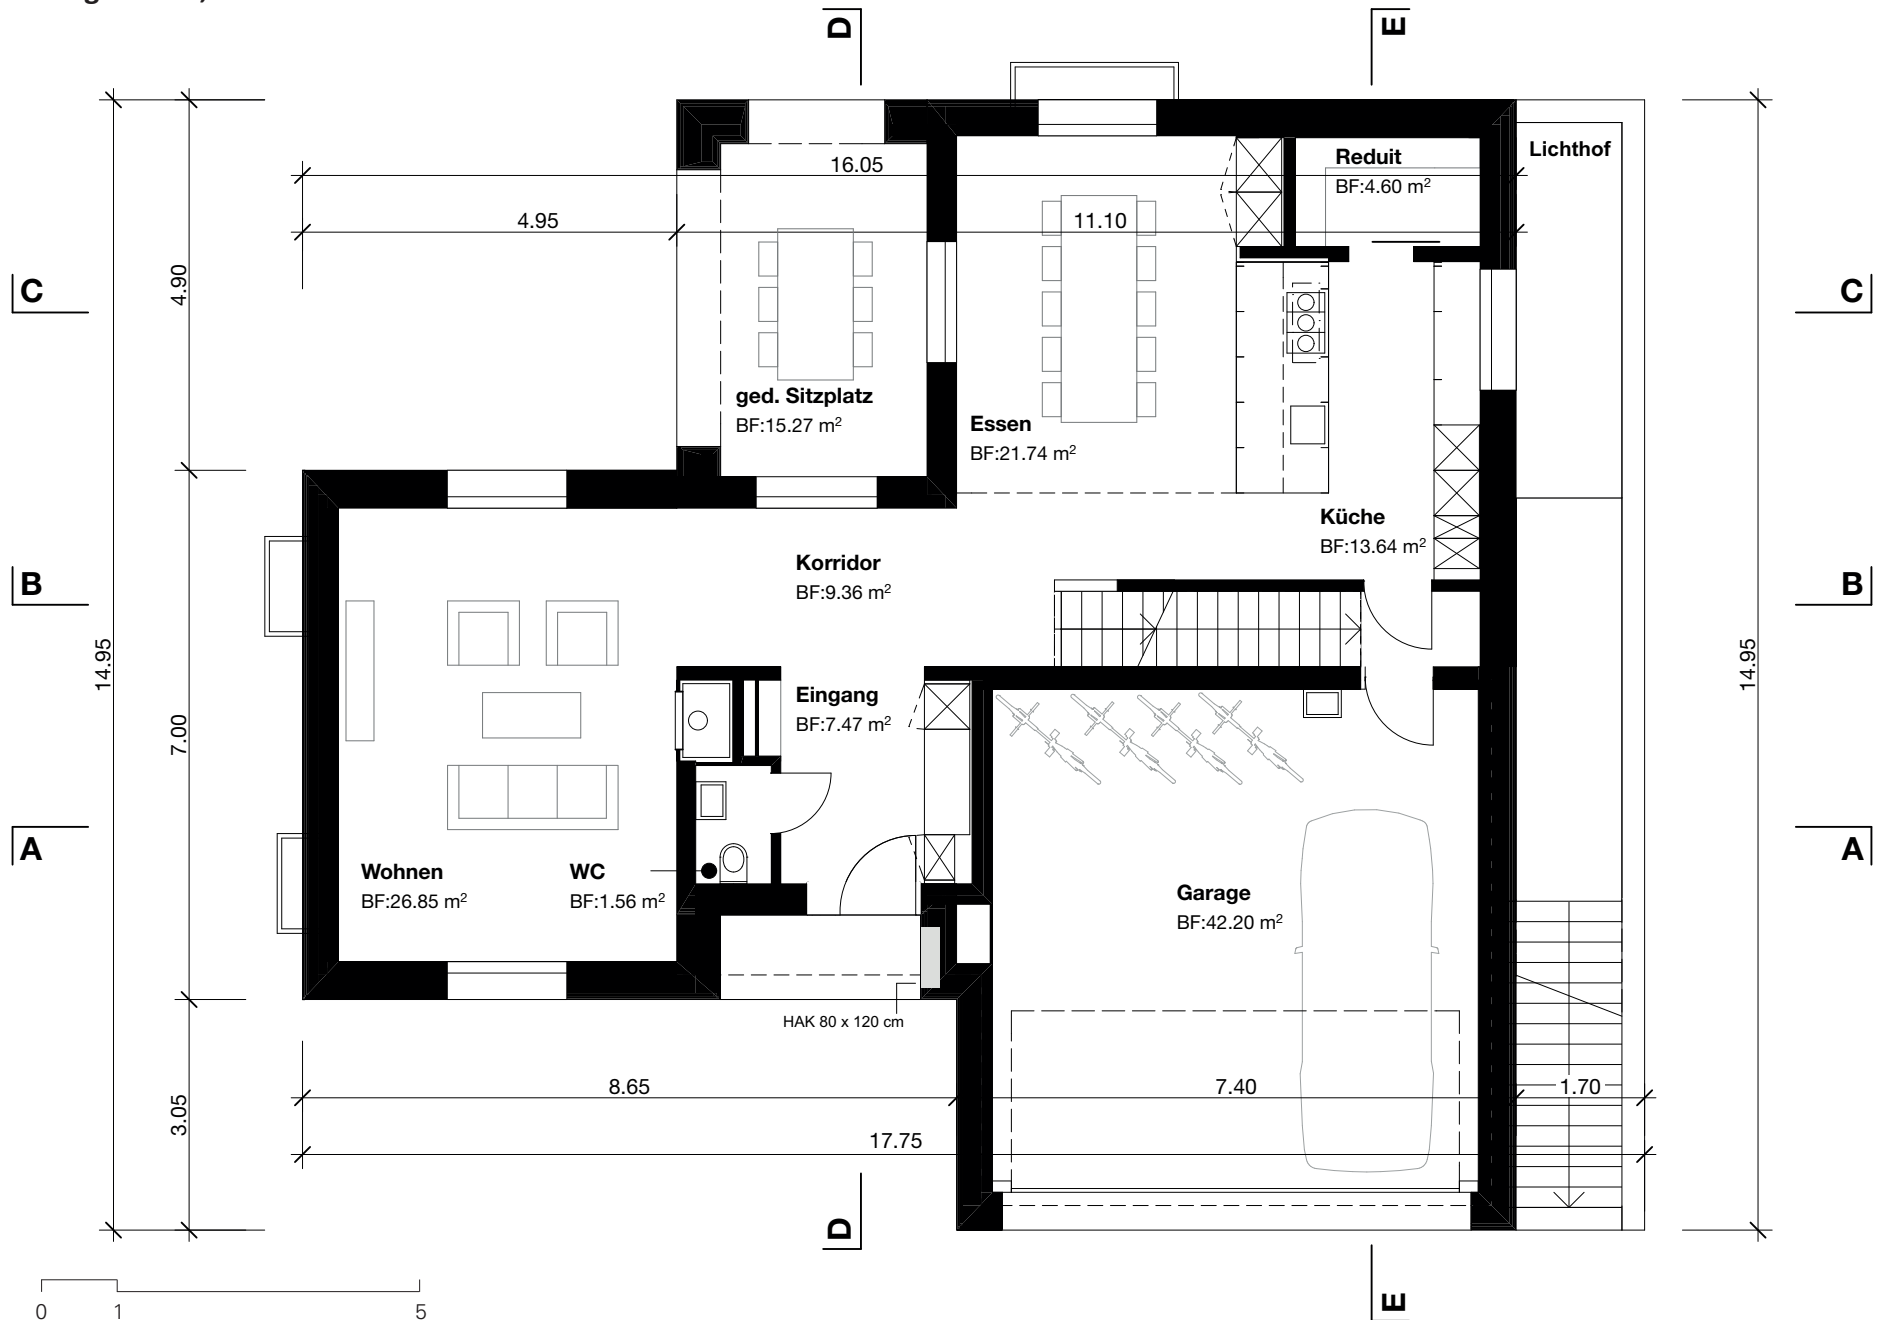 D
E
16.05
Reduit
BF:4.60 m²
Lichthof
4.95
11.10
C
4.90
C
ged. Sitzplatz
BF:15.27 m²
Essen
BF:21.74 m²
Küche
BF:13.64 m²
Korridor
BF:9.36 m²
B
B
14.95
14.95
7.00
Eingang
BF:7.47 m²
A
A
Wohnen
BF:26.85 m²
WC
BF:1.56 m²
Garage
BF:42.20 m²
HAK 80 x 120 cm
8.65
7.40
1.70
3.05
17.75
D
E
0 1 5